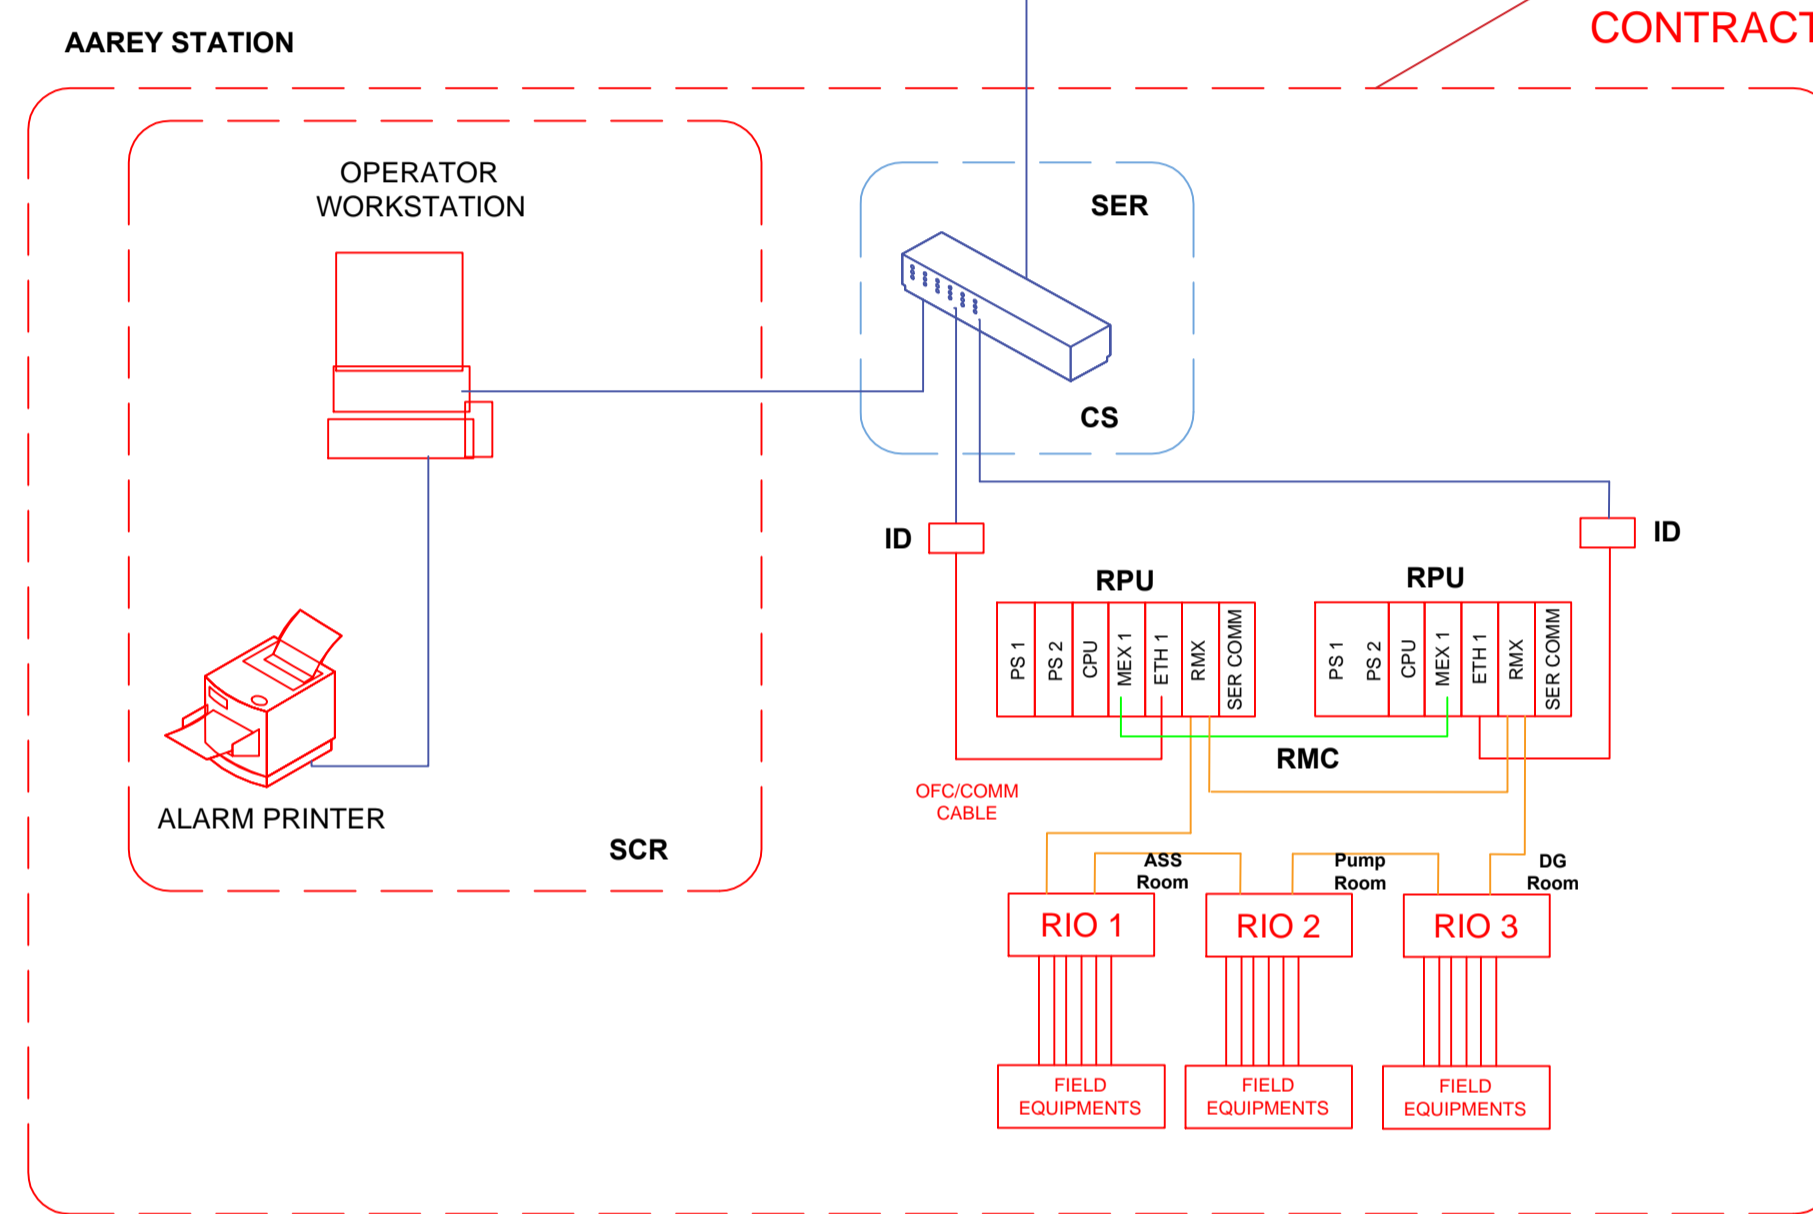 CONTRACT
AAREY STATION
OPERATOR
WORKSTATION
SER
CS
ID
ID
RPU
RPU
PS 1
PS 2
CPU
MEX 1
ETH 1
RMX
SER COMM
PS 1
PS 2
CPU
MEX 1
ETH 1
RMX
SER COMM
RMC
OFC/COMM
CABLE
ALARM PRINTER
SCR
ASS
Room
Pump
Room
DG
Room
RIO 1
RIO 2
RIO 3
FIELD
EQUIPMENTS
FIELD
EQUIPMENTS
FIELD
EQUIPMENTS